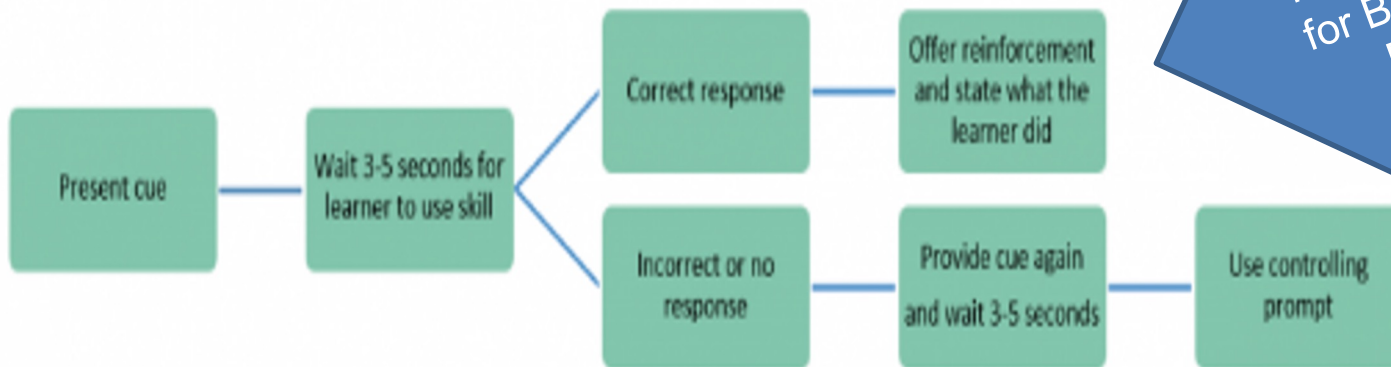 Present cue
Wait 3-5 seconds for
learner to use skill
Correct response
Offer reinforcement
and state what the
learner did
Incorrect or no
response
Provide cue again
and wait 3-5 seconds
Use controlling
prompt
for